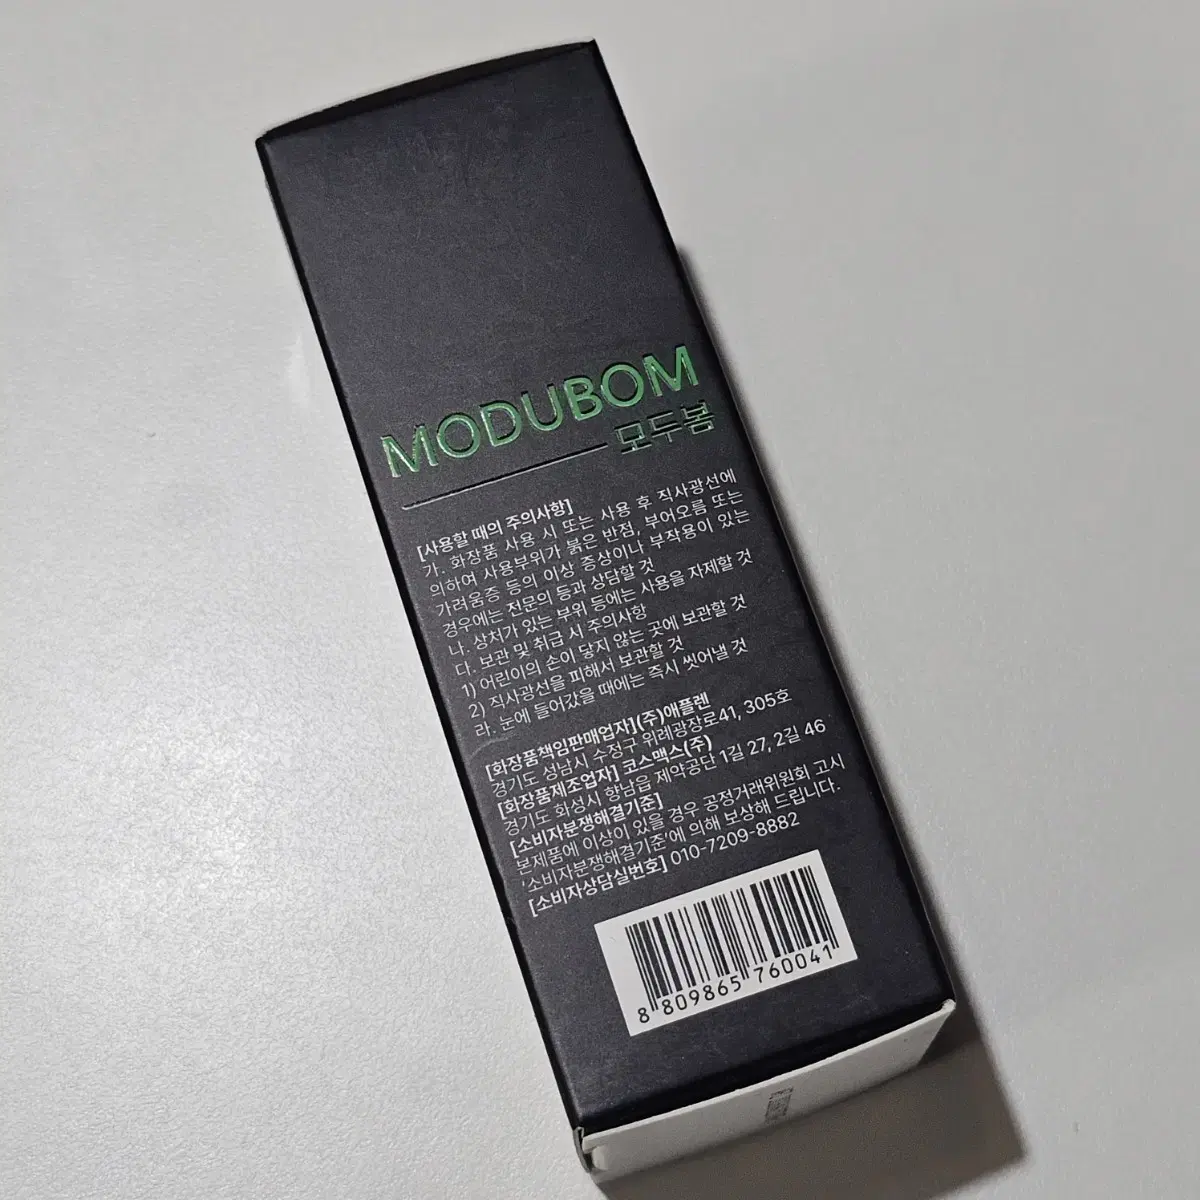 MODUBOM
모두봄
[사용할 때의 주의사항]
가. 화장품 사용 시 또는 사용 후 직사광선에
의하여 사용부위가 붉은 반점, 부어오름 또는
가려움증 등의 이상 증상이나 부작용이 있는
경우에는 전문의 등과 상담할 것
나. 상처가 있는 부위 등에는 사용을 자제할 것
다. 보관 및 취급 시 주의사항
1) 어린이의 손이 닿지 않는 곳에 보관할 것
2) 직사광선을 피해서 보관할 것
라. 눈에 들어갔을 때에는 즉시 씻어낼 것
[화장품책임판매업자] (주)애플렌
경기도 성남시 수정구 위례광장로41, 305호
[화장품제조업자] 코스맥스(주)
경기도 화성시 향남읍 제약공단 1길 27, 2길 46
[소비자분쟁해결기준]
본제품에 이상이 있을 경우 공정거래위원회 고시
'소비자분쟁해결기준'에 의해 보상해 드립니다.
[소비자상담실번호] 010-7209-8882
8 809865 760041